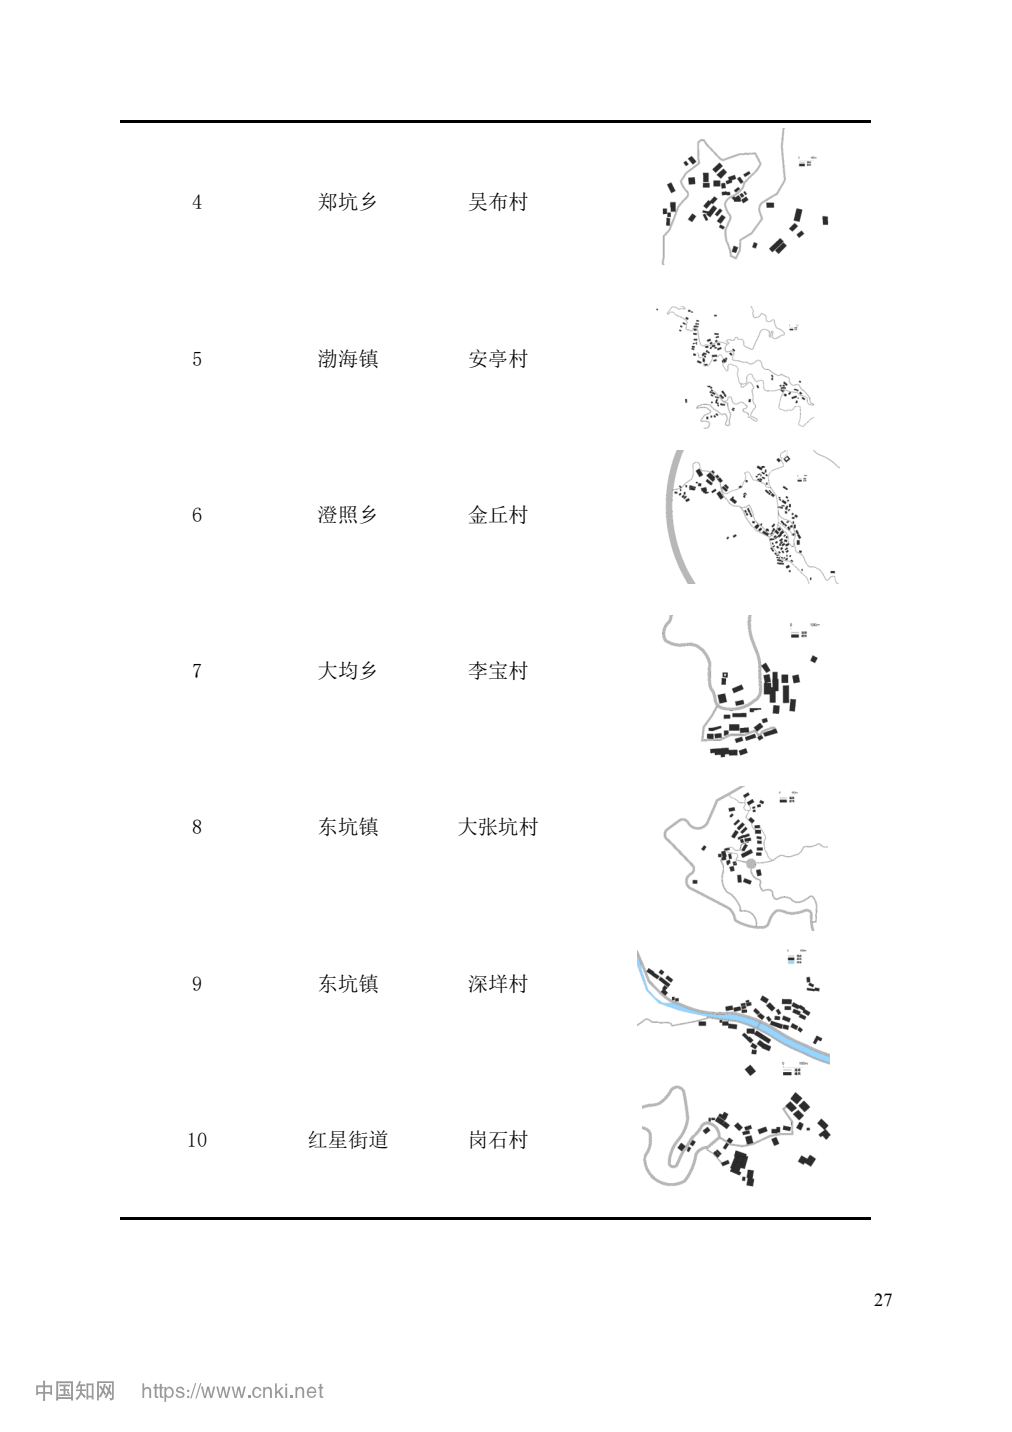 4 郑坑乡 吴布村
5 渤海镇 安亭村
6 澄照乡 金丘村
7 大均乡 李宝村
8 东坑镇 大张坑村
9 东坑镇 深垟村
10 红星街道 岗石村
27
中国知网 https://www.cnki.net